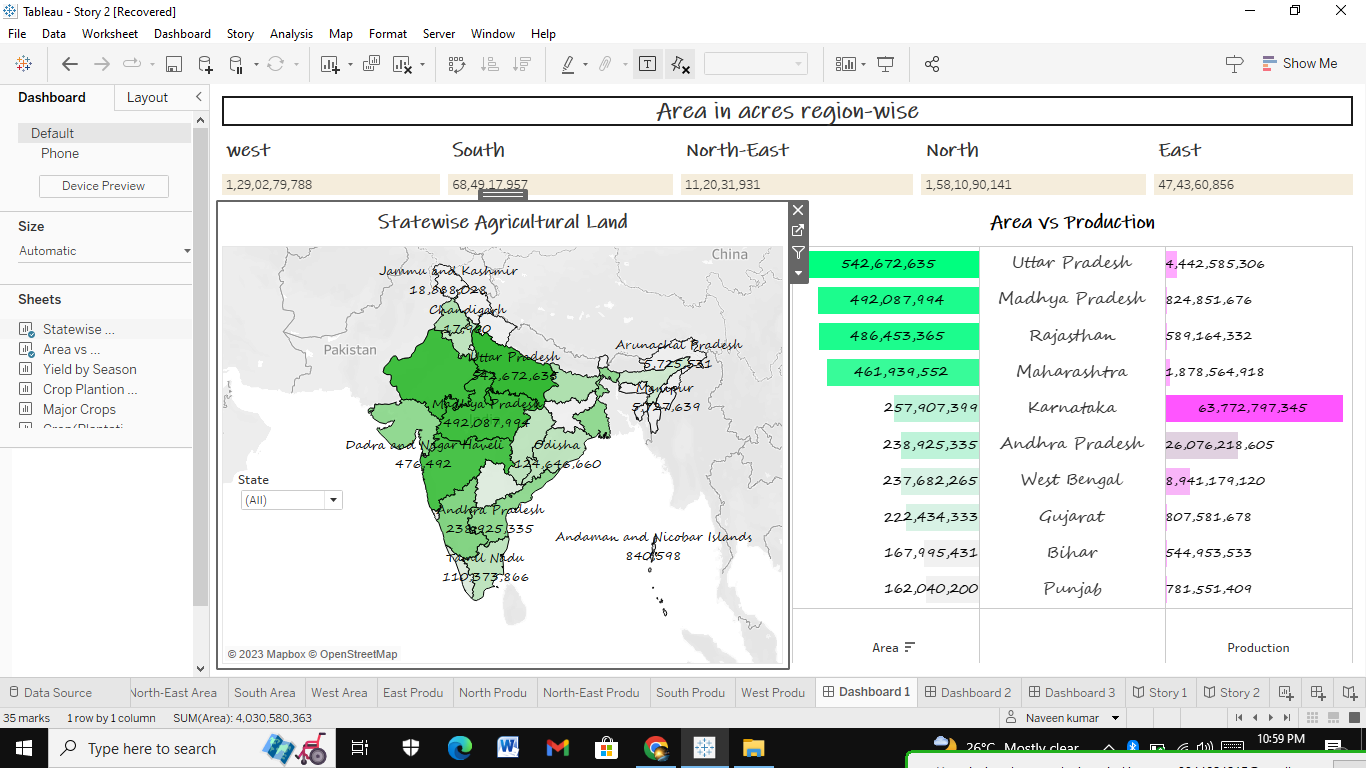 Tableau - Story 2 [Recovered]
File Data Worksheet Dashboard Story Analysis Map Format Server Window Help
Show Me
Dashboard Layout
Default
Phone
Device Preview
Size
Automatic
Sheets
Statewise ...
Area vs ...
Yield by Season
Crop Plantion ...
Major Crops
Area in acres region-wise
west South North-East North East
1,29,02,79,788 68,49,17,957 11,20,31,931 1,58,10,90,141 47,43,60,856
Statewise Agricultural Land
China
Jammu and Kashmir
Chandigarh
Pakistan
Arunachal Pradesh
5,725,531
Uttar Pradesh
542,672,635
Manipur
Madhya Pradesh
492,087,994
Dadra and Nagar Haveli Odisha
476,492 124,646,660
State
(All)
Andhra Pradesh
238,925,335
Andaman and Nicobar Islands
840,598
Tamil Nadu
110,373,866
© 2023 Mapbox © OpenStreetMap
Area Vs Production
542,672,635 Uttar Pradesh 4,442,585,306
492,087,994 Madhya Pradesh 824,851,676
486,453,365 Rajasthan 589,164,332
461,939,552 Maharashtra 1,878,564,918
257,907,399 Karnataka 63,772,797,345
238,925,335 Andhra Pradesh 26,076,218,605
237,682,265 West Bengal 8,941,179,120
222,434,333 Gujarat 807,581,678
167,995,431 Bihar 544,953,533
162,040,200 Punjab 781,551,409
Area Production
Data Source North-East Area South Area West Area East Produ North Produ North-East Produ South Produ West Produ Dashboard 1 Dashboard 2 Dashboard 3 Story 1 Story 2
35 marks 1 row by 1 column SUM(Area): 4,030,580,363 Naveen kumar
Type here to search 26°C Mostly clear 10:59 PM